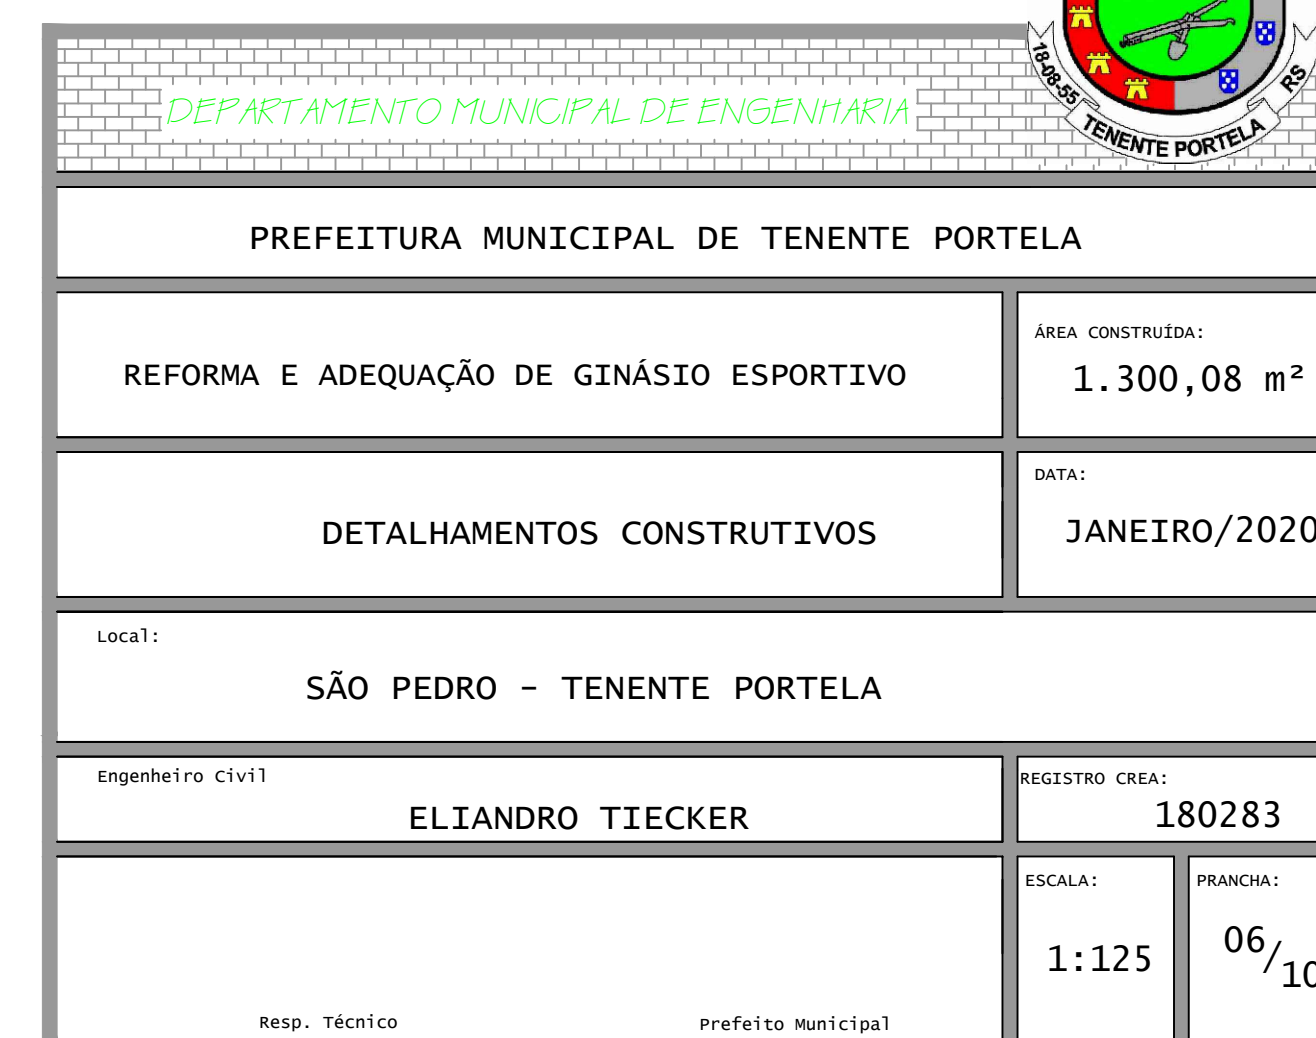 18-08-55
TENENTE PORTELA
RS
DEPARTAMENTO MUNICIPAL DE ENGENHARIA
PREFEITURA MUNICIPAL DE TENENTE PORTELA
REFORMA E ADEQUAÇÃO DE GINÁSIO ESPORTIVO
ÁREA CONSTRUÍDA:
1.300,08 m²
DETALHAMENTOS CONSTRUTIVOS
DATA:
JANEIRO/2020
Local:
SÃO PEDRO - TENENTE PORTELA
Engenheiro Civil
ELIANDRO TIECKER
REGISTRO CREA:
180283
ESCALA:
1:125
PRANCHA:
06/10
Resp. Técnico
Prefeito Municipal